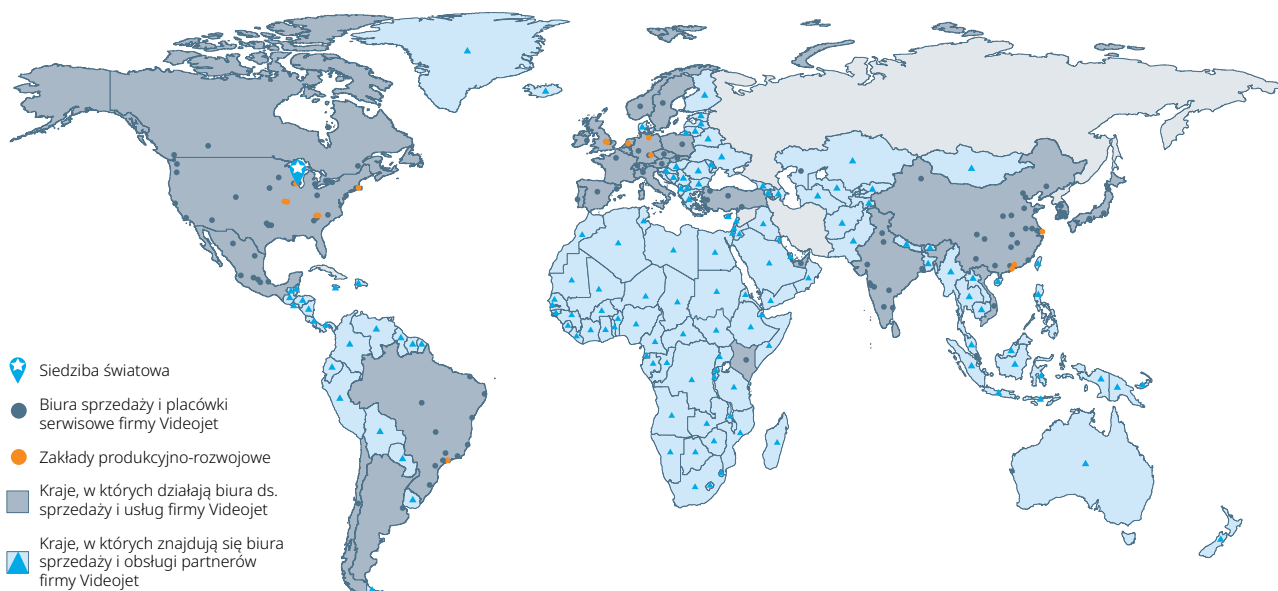 Siedziba światowa
Biura sprzedaży i placówki
serwisowe firmy Videojet
Zakłady produkcyjno-rozwojowe
Kraje, w których działają biura ds.
sprzedaży i usług firmy Videojet
Kraje, w których znajdują się biura
sprzedaży i obsługi partnerów
firmy Videojet